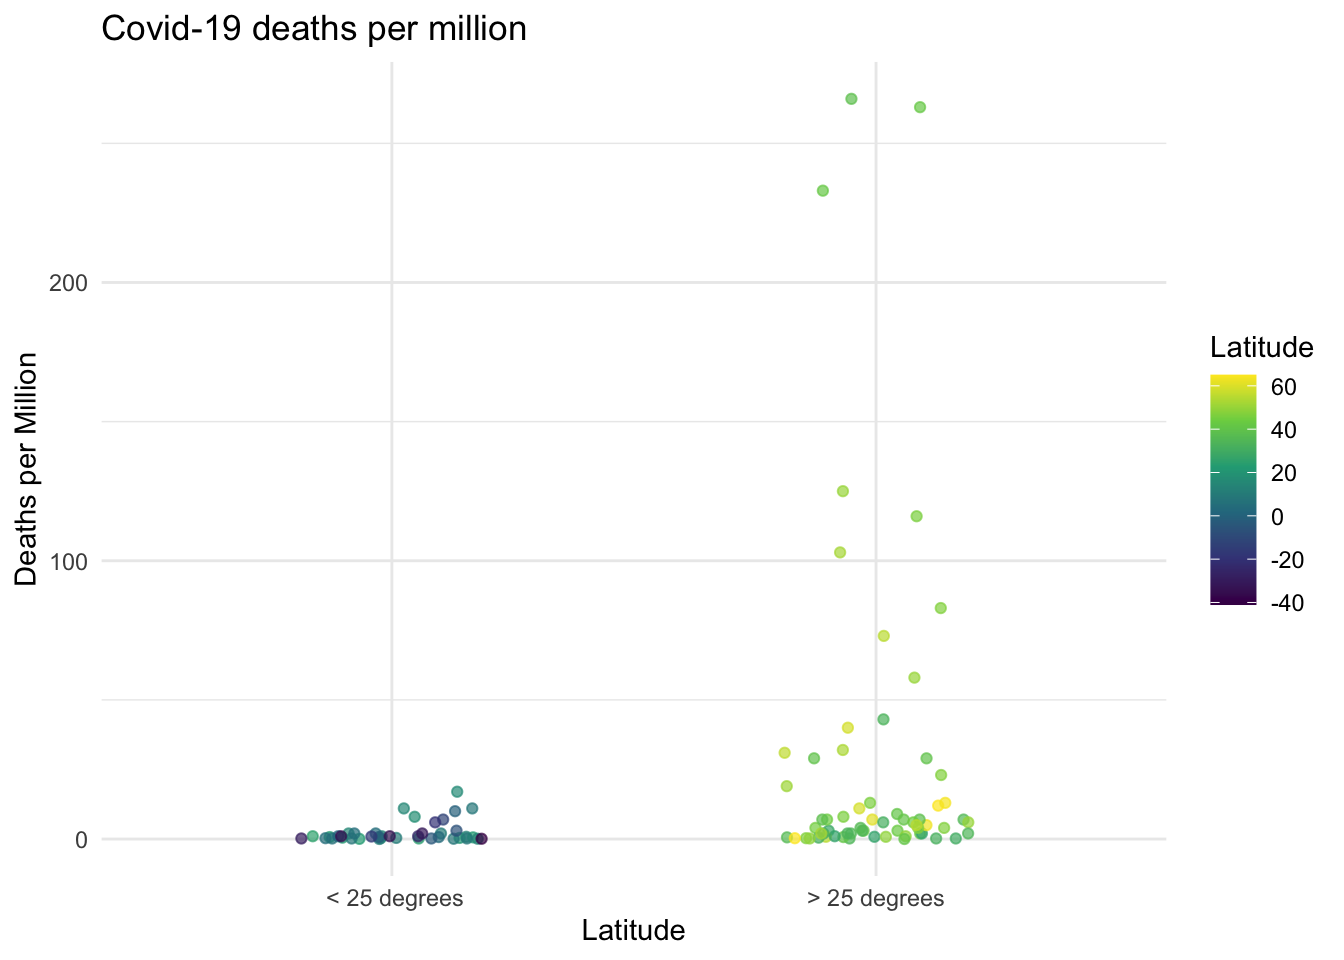 Covid-19 deaths per million
Deaths per Million
200
100
0
< 25 degrees
> 25 degrees
Latitude
Latitude
60
40
20
0
-20
-40